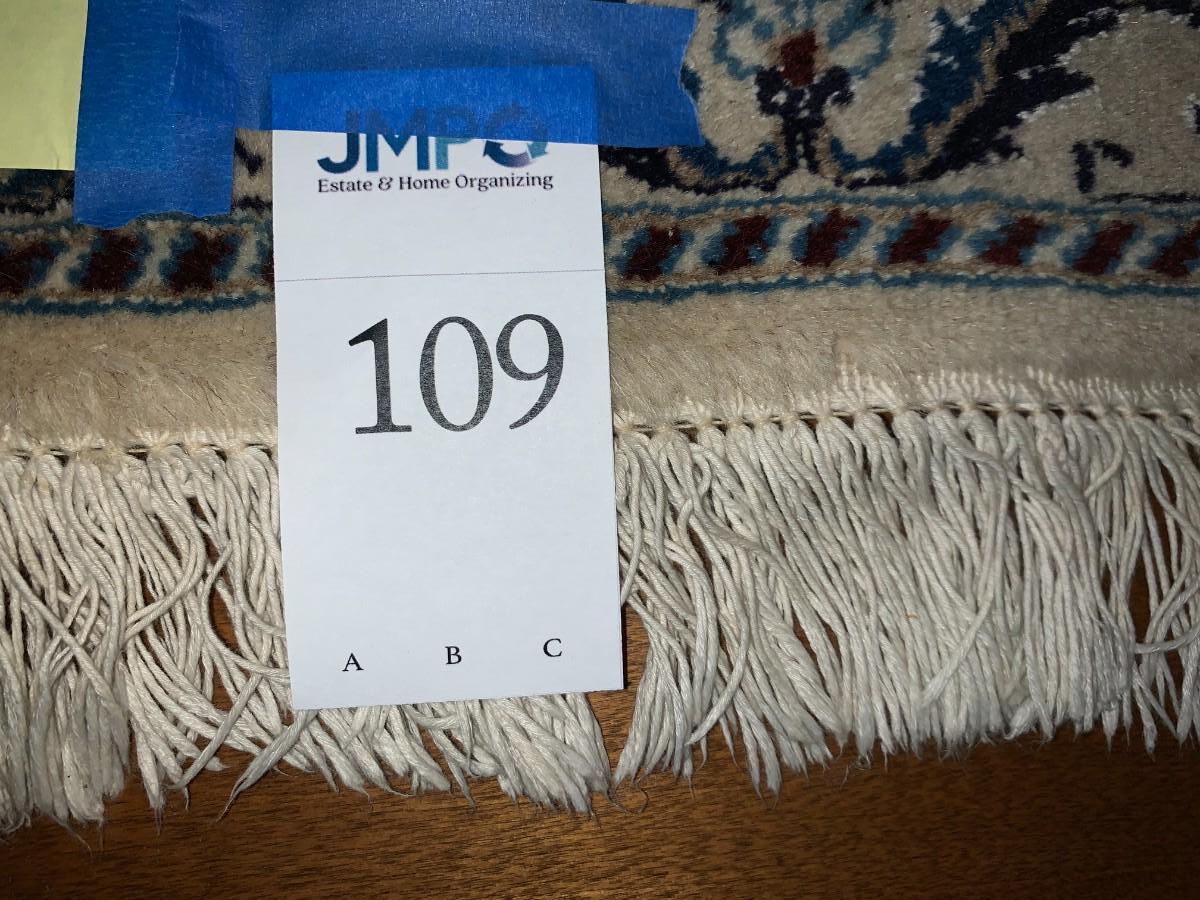 JMPO
Estate & Home Organizing
109
A B C